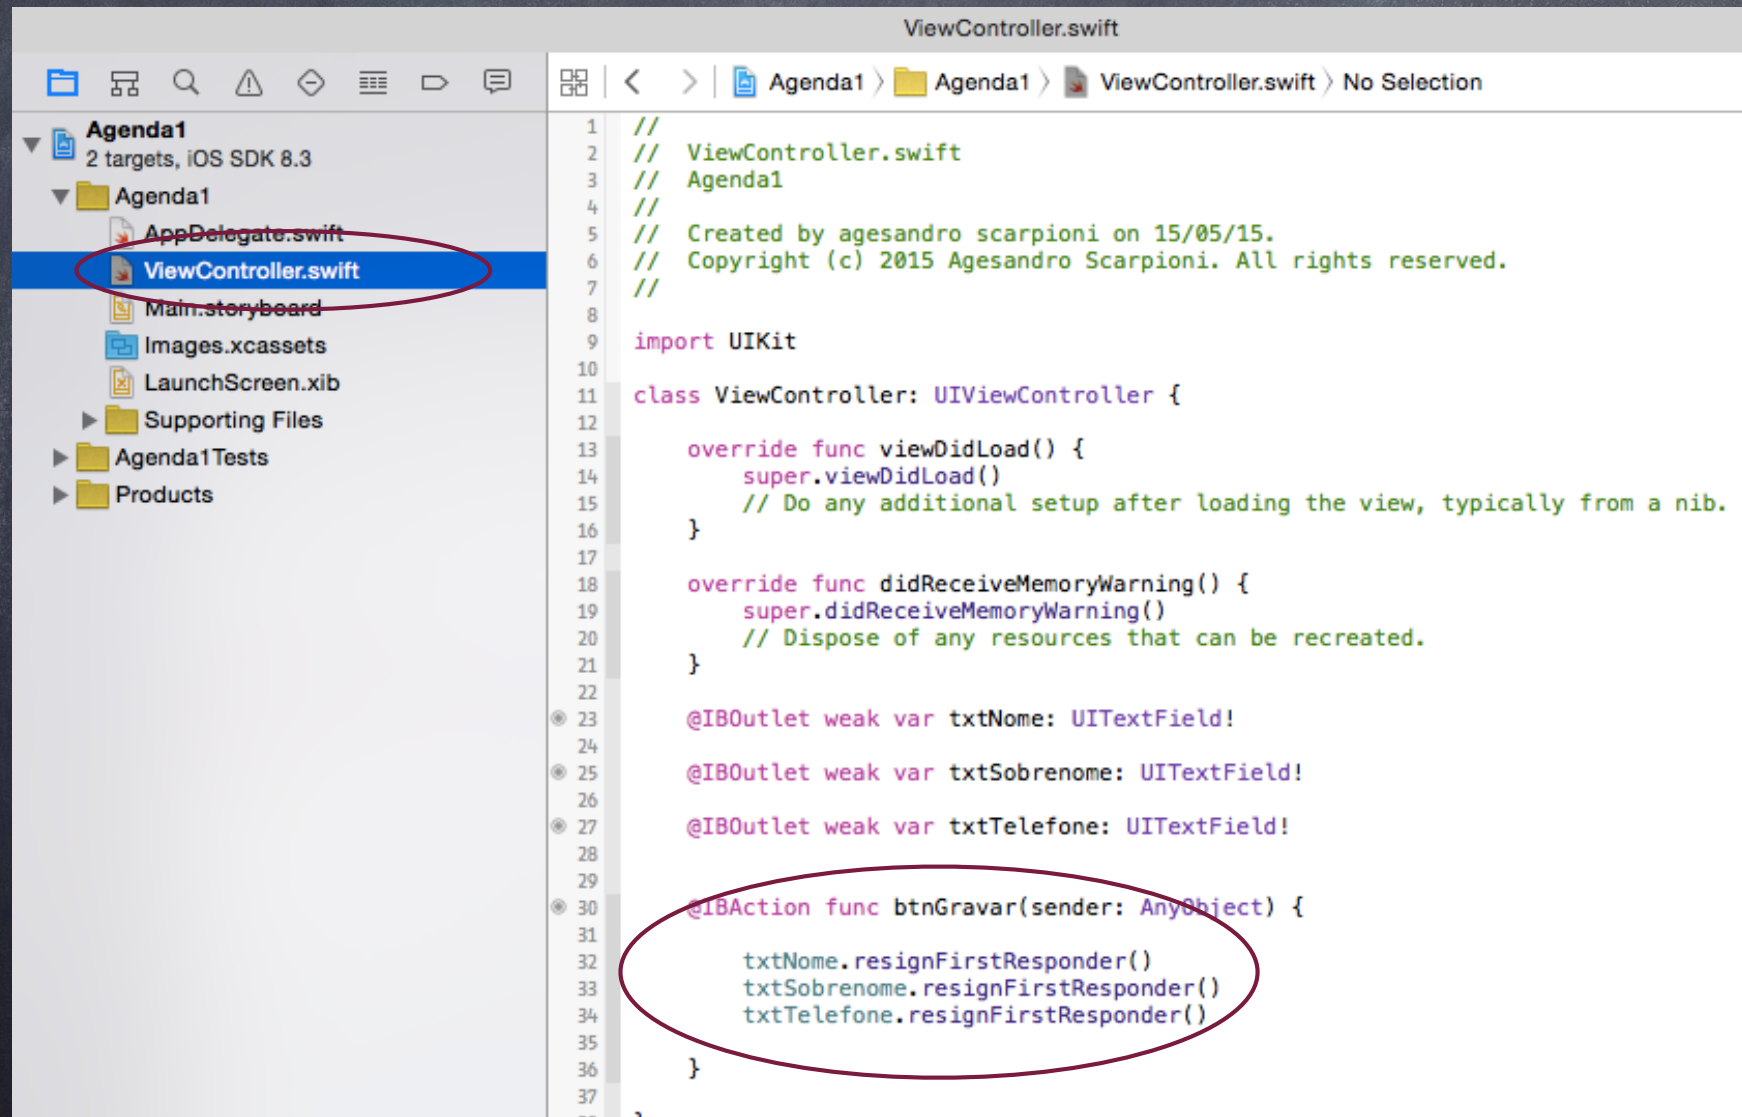 ViewController.swift
Agenda1 〉 Agenda1 〉 ViewController.swift 〉 No Selection
Agenda1
2 targets, iOS SDK 8.3
Agenda1
AppDelegate.swift
ViewController.swift
Main.storyboard
Images.xcassets
LaunchScreen.xib
Supporting Files
Agenda1Tests
Products
1 //
2 //  ViewController.swift
3 //  Agenda1
4 //
5 //  Created by agesandro scarpioni on 15/05/15.
6 //  Copyright (c) 2015 Agesandro Scarpioni. All rights reserved.
7 //
8
9 import UIKit
10
11 class ViewController: UIViewController {
12
13     override func viewDidLoad() {
14         super.viewDidLoad()
15         // Do any additional setup after loading the view, typically from a nib.
16     }
17
18     override func didReceiveMemoryWarning() {
19         super.didReceiveMemoryWarning()
20         // Dispose of any resources that can be recreated.
21     }
22
23     @IBOutlet weak var txtNome: UITextField!
24
25     @IBOutlet weak var txtSobrenome: UITextField!
26
27     @IBOutlet weak var txtTelefone: UITextField!
28
29
30     @IBAction func btnGravar(sender: AnyObject) {
31
32         txtNome.resignFirstResponder()
33         txtSobrenome.resignFirstResponder()
34         txtTelefone.resignFirstResponder()
35
36     }
37